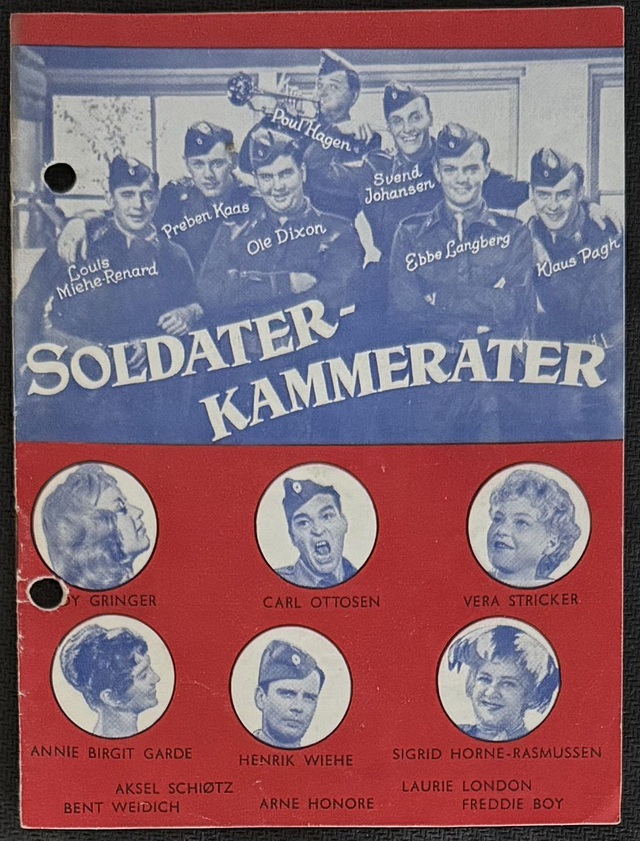 Poul Hagen
Svend
Johansen
Preben Kaas
Ole Dixon
Ebbe Langberg
Klaus Pagh
Louis
Miehe-Renard
SOLDATER-
KAMMERATER
GRINGER
CARL OTTOSEN
VERA STRICKER
ANNIE BIRGIT GARDE
HENRIK WIEHE
SIGRID HORNE-RASMUSSEN
AKSEL SCHIØTZ
LAURIE LONDON
BENT WEIDICH
ARNE HONORE
FREDDIE BOY